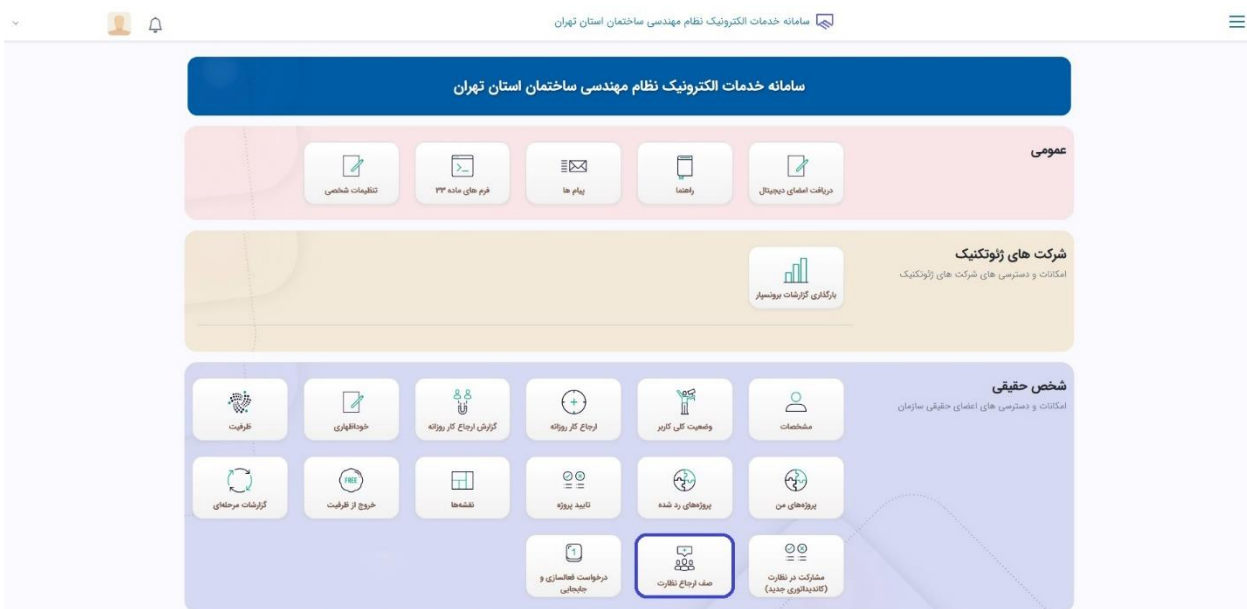 سامانه خدمات الکترونیک نظام مهندسی ساختمان استان تهران
سامانه خدمات الکترونیک نظام مهندسی ساختمان استان تهران
عمومی
دریافت امضای دیجیتال
راهنما
پیام ها
فرم های ماده ۳۳
تنظیمات شخصی
شرکت های ژئوتکنیک
امکانات و دسترسی های شرکت های ژئوتکنیک
بارگذاری گزارشات برونسپار
شخص حقیقی
امکانات و دسترسی های اعضای حقیقی سازمان
مشخصات
وضعیت کلی کاربر
ارجاع کار روزانه
گزارش ارجاع کار روزانه
خوداظهاری
ظرفیت
پروژه‌های من
پروژه‌های رد شده
تایید پروژه
نقشه‌ها
FREE
خروج از ظرفیت
گزارشات مرحله‌ای
مشارکت در نظارت
(کاندیداتوری جدید)
صف ارجاع نظارت
1
درخواست فعالسازی و
جابجایی